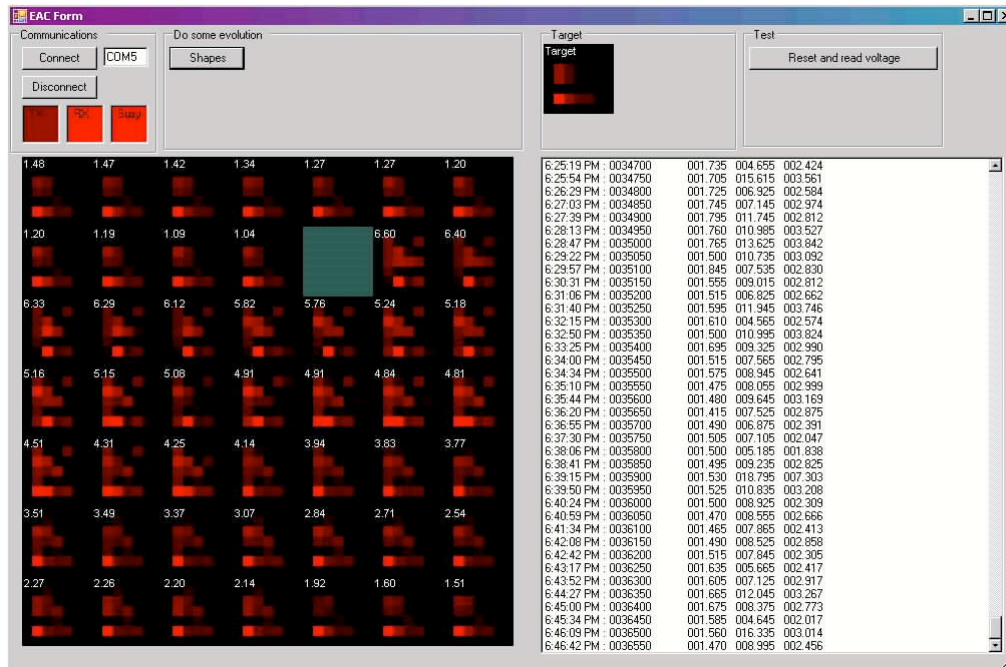 EAC Form
Communications
Connect
COM5
Disconnect
RX
Busy
Do some evolution
Shapes
Target
Target
Test
Reset and read voltage
1.48 1.47 1.42 1.34 1.27 1.27 1.20
1.20 1.19 1.09 1.04 6.60 6.40
6.33 6.29 6.12 5.82 5.76 5.24 5.18
5.16 5.15 5.08 4.91 4.91 4.84 4.81
4.51 4.31 4.25 4.14 3.94 3.83 3.77
3.51 3.49 3.37 3.07 2.84 2.71 2.54
2.27 2.26 2.20 2.14 1.92 1.60 1.51
6:25:19 PM : 0034700 001.735 004.655 002.424
6:25:54 PM : 0034750 001.705 015.615 003.561
6:26:29 PM : 0034800 001.725 006.925 002.584
6:27:03 PM : 0034850 001.745 007.145 002.974
6:27:39 PM : 0034900 001.795 011.745 002.812
6:28:13 PM : 0034950 001.760 010.985 003.527
6:28:47 PM : 0035000 001.765 013.625 003.842
6:29:22 PM : 0035050 001.500 010.735 003.092
6:29:57 PM : 0035100 001.845 007.535 002.830
6:30:31 PM : 0035150 001.555 009.015 002.812
6:31:06 PM : 0035200 001.515 006.825 002.662
6:31:40 PM : 0035250 001.595 011.945 003.746
6:32:15 PM : 0035300 001.610 004.565 002.574
6:32:50 PM : 0035350 001.500 010.995 003.824
6:33:25 PM : 0035400 001.695 009.325 002.990
6:34:00 PM : 0035450 001.515 007.565 002.795
6:34:34 PM : 0035500 001.575 008.945 002.641
6:35:10 PM : 0035550 001.475 008.055 002.999
6:35:44 PM : 0035600 001.480 009.645 003.169
6:36:20 PM : 0035650 001.415 007.525 002.875
6:36:55 PM : 0035700 001.490 006.875 002.391
6:37:30 PM : 0035750 001.505 007.105 002.047
6:38:06 PM : 0035800 001.500 005.185 001.838
6:38:41 PM : 0035850 001.495 009.235 002.825
6:39:15 PM : 0035900 001.530 018.795 007.303
6:39:50 PM : 0035950 001.525 010.835 003.208
6:40:24 PM : 0036000 001.500 008.925 002.309
6:40:59 PM : 0036050 001.470 008.555 002.666
6:41:34 PM : 0036100 001.465 007.865 002.413
6:42:08 PM : 0036150 001.490 008.525 002.858
6:42:42 PM : 0036200 001.515 007.845 002.305
6:43:17 PM : 0036250 001.635 005.665 002.417
6:43:52 PM : 0036300 001.605 007.125 002.917
6:44:27 PM : 0036350 001.665 012.045 003.267
6:45:00 PM : 0036400 001.675 008.375 002.773
6:45:34 PM : 0036450 001.585 004.645 002.017
6:46:09 PM : 0036500 001.560 016.335 003.014
6:46:42 PM : 0036550 001.470 008.995 002.456